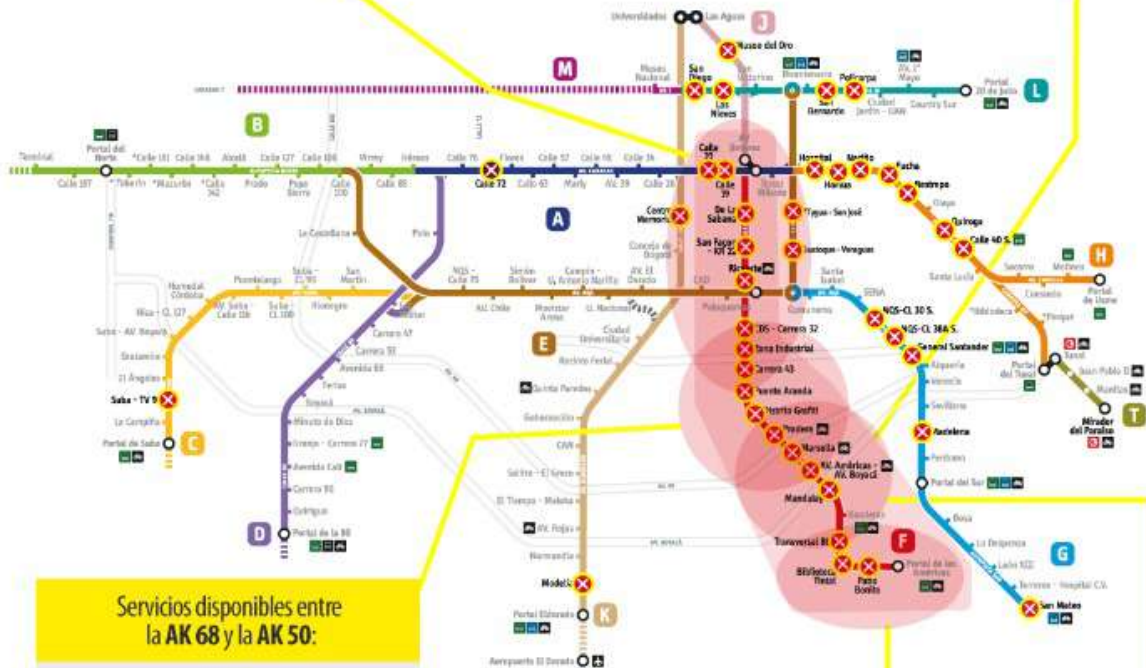 Universidades
Las Aguas
J
Museo del Oro
M
Museo
Nacional
San
Diego
Las
Nieves
Bicentenario
San
Bernardo
Policarpa
AV. 1°
Mayo
Ciudad
Jardín - UAN
Country Sur
Portal
20 de Julio
L
B
Terminal
Portal del
Norte
Calle 187
*Toberín
*Calle 161
*Mazurén
Calle 146
*Calle
142
Alcalá
Prado
Calle 127
Pepe
Sierra
Calle 106
Calle
100
Virrey
Calle 85
Héroes
Calle 76
Calle 72
Flores
Calle 63
Calle 57
Marly
AV. 39
Calle 34
Calle 26
AV. CARACAS
Calle
19
Hospital
Hortúa
Nariño
Fucha
Restrepo
Olaya
Quiroga
Calle 40 S.
Santa Lucía
Socorro
Molinos
Consuelo
H
Portal
de Usme
*Biblioteca
*Parque
Portal
del Tunal
Tunal
Juan Pablo II
Manitas
Mirador
del Paraíso
T
A
Centro
Memoria
Concejo de
Bogotá
De La
Sabana
San Façon
- KR 22
Ricaurte
*Tygua - San José
Guatoque - Veraguas
La Castellana
Polo
NQS -
Calle 75
AV. Chile
Simón
Bolívar
Movistar
Arena
Campín -
U. Antonio Nariño
U. Nacional
AV. El
Dorado
CAD
Paloquemao
Comuneros
Santa
Isabel
SENA
NQS-CL 30 S.
NQS-CL 38A S.
General Santander
Alquería
Venecia
Sevillana
Madelena
Perdomo
Portal del Sur
Bosa
La Despensa
León XIII
Terreros - Hospital C.V.
San Mateo
G
Humedal
Córdoba
Puentelargo
Suba -
CL 95
San
Martín
Niza - CL 127
AV. Suba -
Calle 116
Suba -
CL 100
Rionegro
Suba - AV. Boyacá
Gratamira
21 Ángeles
Suba - TV 91
La Campiña
Portal de Suba
C
Carrera 47
Carrera 53
AV. 68
Avenida 68
Ferias
Boyacá
Minuto de Dios
Granja - Carrera 77
Avenida Cali
Carrera 90
Quirigua
Portal de la 80
D
E
Ciudad
Universitaria
Recinto Ferial
Quinta Paredes
Gobernación
CAN
Salitre - El Greco
El Tiempo - Maloka
AV. Rojas
Normandía
Modelia
Portal Eldorado
K
Aeropuerto El Dorado
CDS - Carrera 32
Zona Industrial
Carrera 43
Puente Aranda
Distrito Grafiti
Pradera
Marsella
AV. Américas -
AV. Boyacá
Mandalay
Banderas
Transversal 86
Biblioteca
Tintal
Patio
Bonito
F
Portal de las
Américas
Servicios disponibles entre
la AK 68 y la AK 50: